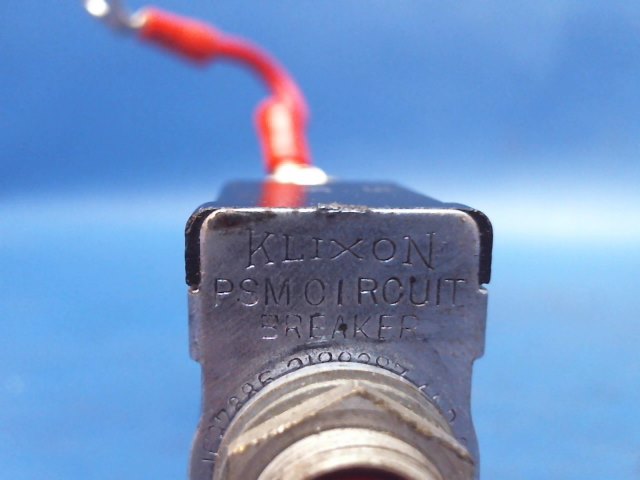 KLIXON
PSM CIRCUIT
BREAKER